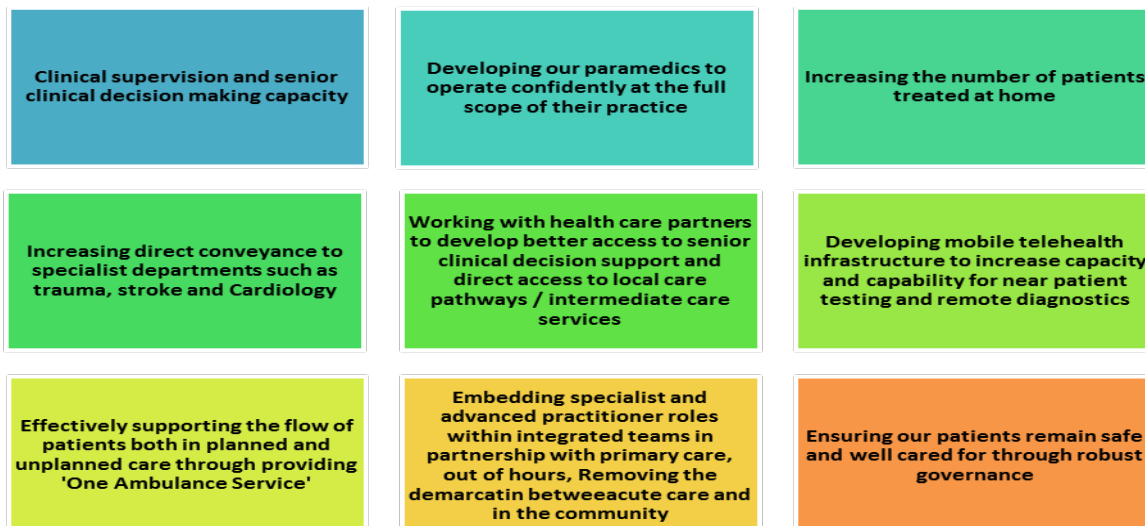 Clinical supervision and senior
clinical decision making capacity
Developing our paramedics to
operate confidently at the full
scope of their practice
Increasing the number of patients
treated at home
Increasing direct conveyance to
specialist departments such as
trauma, stroke and Cardiology
Working with health care partners
to develop better access to senior
clinical decision support and
direct access to local care
pathways / intermediate care
services
Developing mobile telehealth
infrastructure to increase capacity
and capability for near patient
testing and remote diagnostics
Effectively supporting the flow of
patients both in planned and
unplanned care through providing
'One Ambulance Service'
Embedding specialist and
advanced practitioner roles
within integrated teams in
partnership with primary care,
out of hours, Removing the
demarcatin betweeacute care and
in the community
Ensuring our patients remain safe
and well cared for through robust
governance